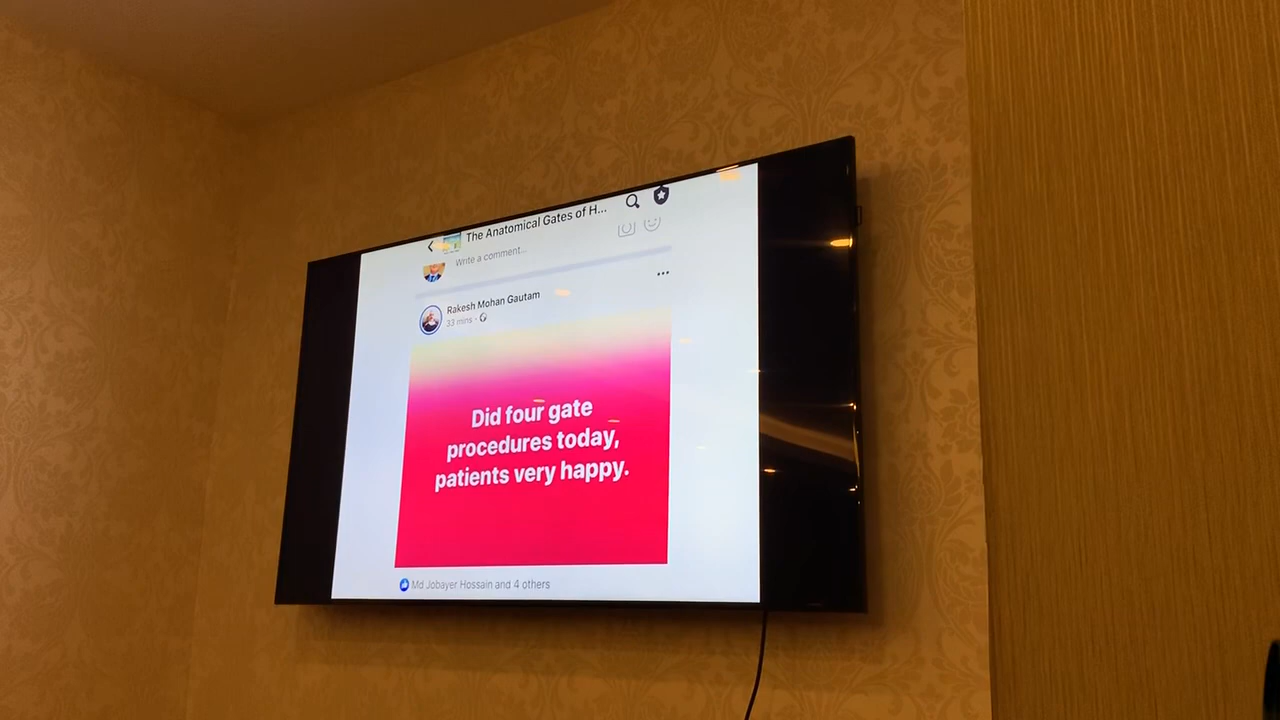 The Anatomical Gates of H...
Write a comment...
Rakesh Mohan Gautam
33 mins ·
Did four gate
procedures today,
patients very happy.
Md Jobayer Hossain and 4 others